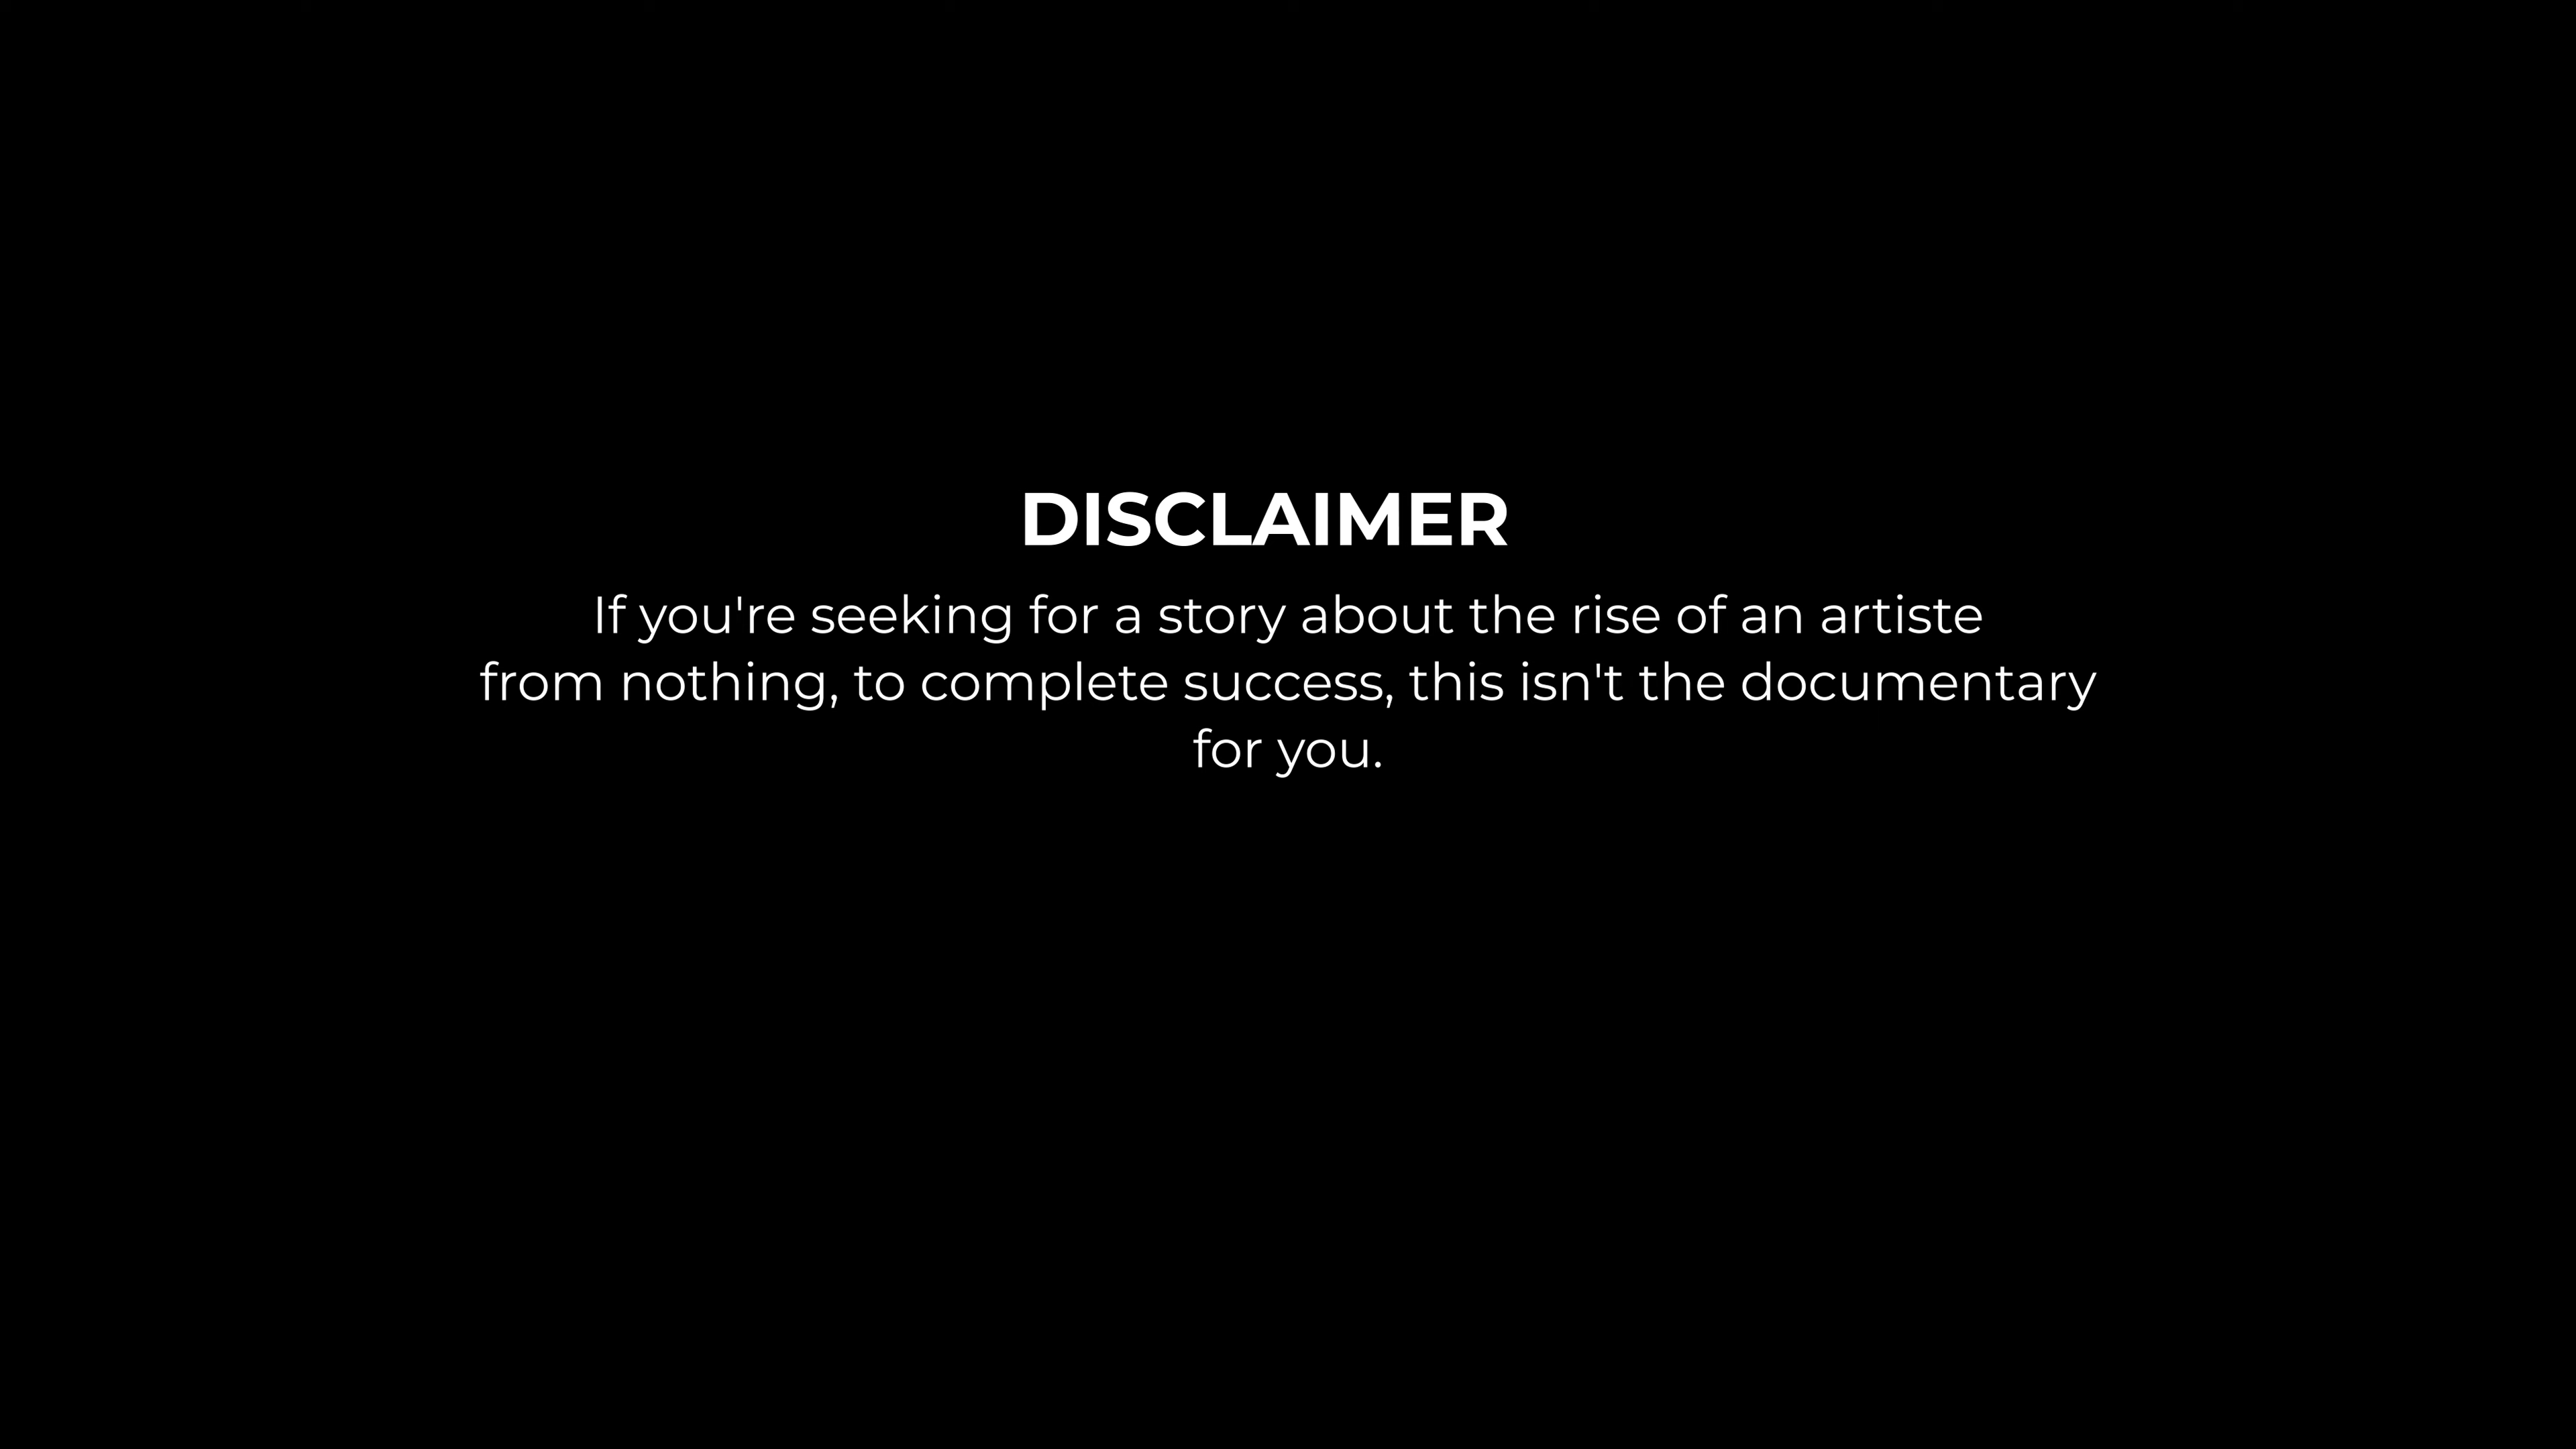 DISCLAIMER
If you're seeking for a story about the rise of an artiste
from nothing, to complete success, this isn't the documentary
for you.